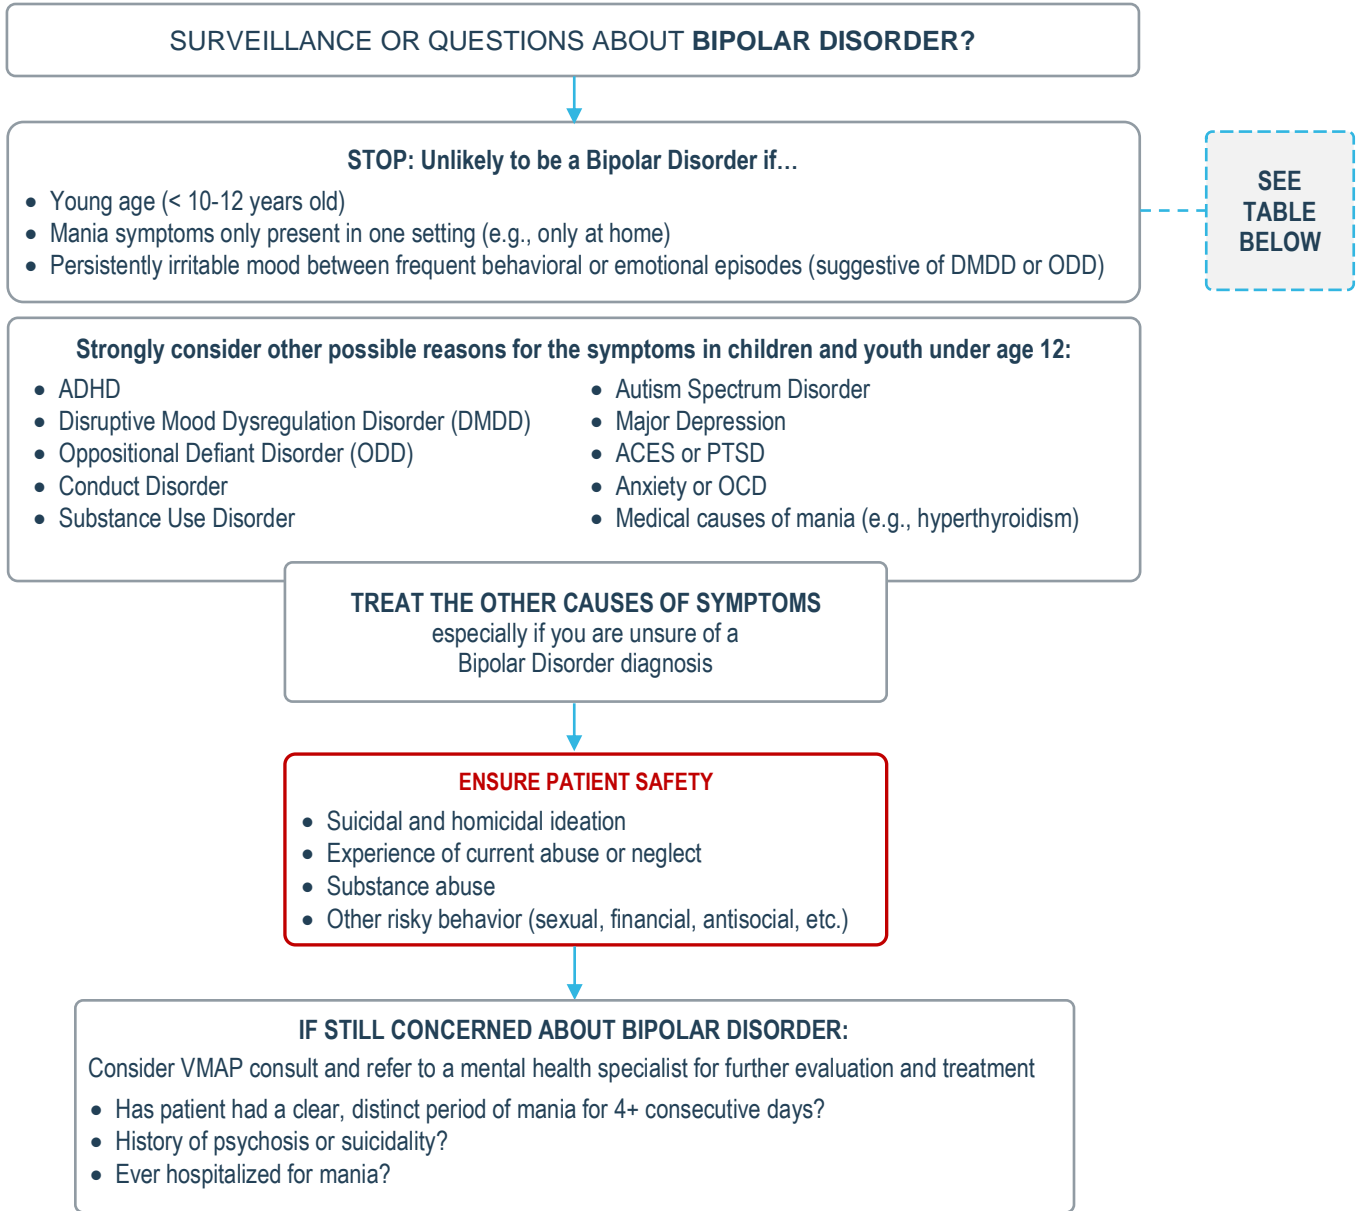 SURVEILLANCE OR QUESTIONS ABOUT BIPOLAR DISORDER?
STOP: Unlikely to be a Bipolar Disorder if…
• Young age (< 10-12 years old)
• Mania symptoms only present in one setting (e.g., only at home)
• Persistently irritable mood between frequent behavioral or emotional episodes (suggestive of DMDD or ODD)
SEE
TABLE
BELOW
Strongly consider other possible reasons for the symptoms in children and youth under age 12:
• ADHD
• Disruptive Mood Dysregulation Disorder (DMDD)
• Oppositional Defiant Disorder (ODD)
• Conduct Disorder
• Substance Use Disorder
• Autism Spectrum Disorder
• Major Depression
• ACES or PTSD
• Anxiety or OCD
• Medical causes of mania (e.g., hyperthyroidism)
TREAT THE OTHER CAUSES OF SYMPTOMS
especially if you are unsure of a
Bipolar Disorder diagnosis
ENSURE PATIENT SAFETY
• Suicidal and homicidal ideation
• Experience of current abuse or neglect
• Substance abuse
• Other risky behavior (sexual, financial, antisocial, etc.)
IF STILL CONCERNED ABOUT BIPOLAR DISORDER:
Consider VMAP consult and refer to a mental health specialist for further evaluation and treatment
• Has patient had a clear, distinct period of mania for 4+ consecutive days?
• History of psychosis or suicidality?
• Ever hospitalized for mania?